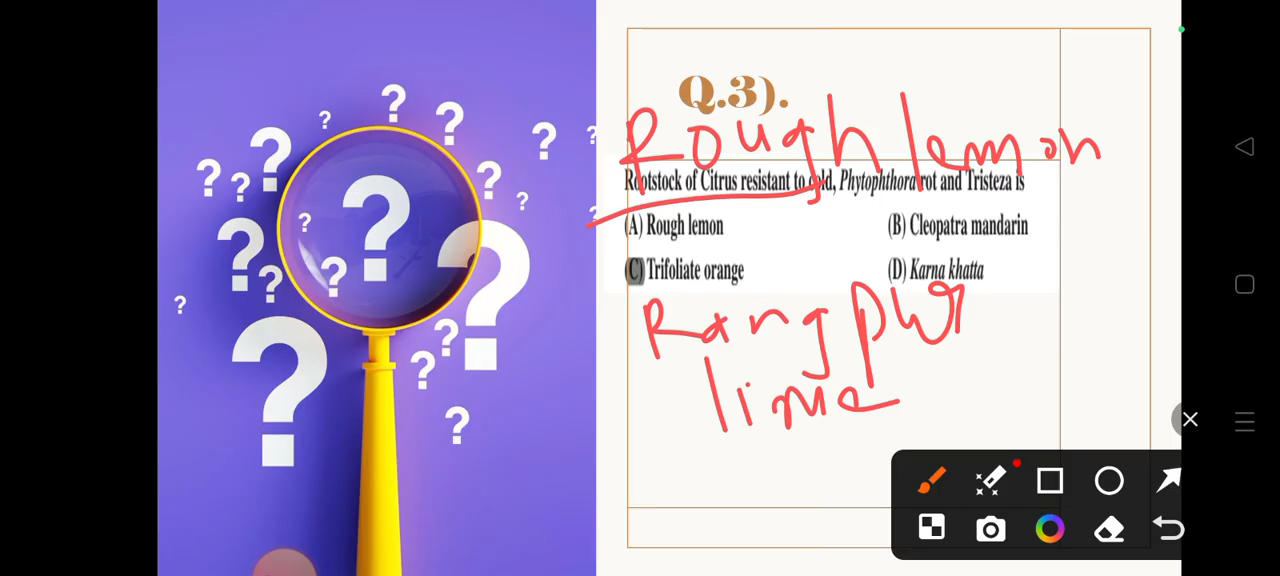 Q.3).
Rough lemon
Rootstock of Citrus resistant to cold, Phytophthora rot and Tristeza is
(A) Rough lemon (B) Cleopatra mandarin
(C) Trifoliate orange (D) Karna khatta
Rangpur
lime